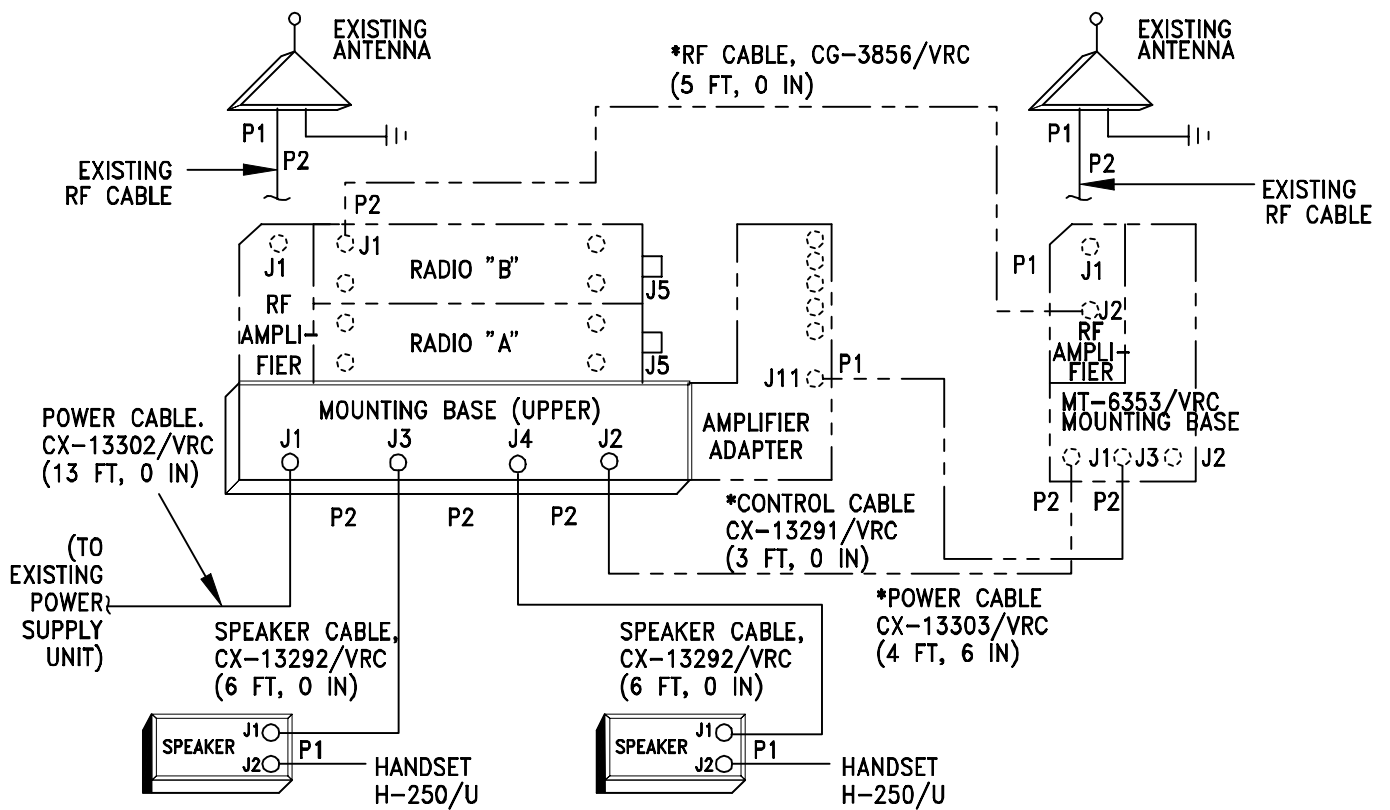 EXISTING
ANTENNA
*RF CABLE, CG-3856/VRC
(5 FT, 0 IN)
EXISTING
ANTENNA
P1
P2
EXISTING
RF CABLE
P1
P2
EXISTING
RF CABLE
P2
J1
J1
RADIO "B"
J5
RF
AMPLI-
FIER
RADIO "A"
J5
J11
P1
P1
J1
J2
RF
AMPLI-
FIER
MT-6353/VRC
MOUNTING BASE
J1
J3
J2
P2
P2
POWER CABLE.
CX-13302/VRC
(13 FT, 0 IN)
MOUNTING BASE (UPPER)
J1
J3
J4
J2
AMPLIFIER
ADAPTER
P2
P2
P2
*CONTROL CABLE
CX-13291/VRC
(3 FT, 0 IN)
(TO
EXISTING
POWER
SUPPLY
UNIT)
*POWER CABLE
CX-13303/VRC
(4 FT, 6 IN)
SPEAKER CABLE,
CX-13292/VRC
(6 FT, 0 IN)
SPEAKER CABLE,
CX-13292/VRC
(6 FT, 0 IN)
SPEAKER
J1
J2
P1
HANDSET
H-250/U
SPEAKER
J1
J2
P1
HANDSET
H-250/U